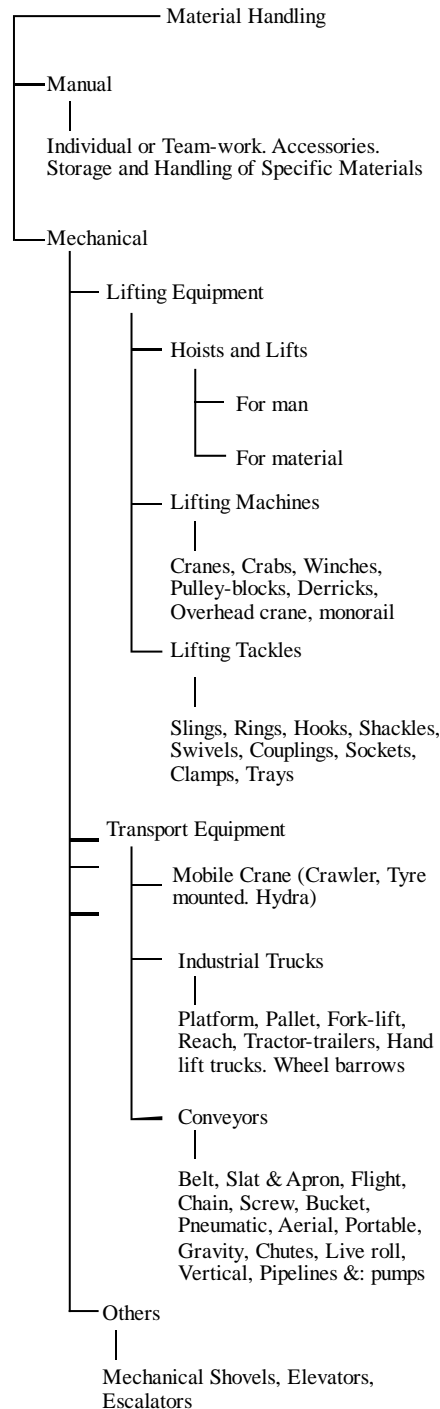 Material Handling
Manual
Individual or Team-work. Accessories.
Storage and Handling of Specific Materials
Mechanical
Lifting Equipment
Hoists and Lifts
For man
For material
Lifting Machines
Cranes, Crabs, Winches,
Pulley-blocks, Derricks,
Overhead crane, monorail
Lifting Tackles
Slings, Rings, Hooks, Shackles,
Swivels, Couplings, Sockets,
Clamps, Trays
Transport Equipment
Mobile Crane (Crawler, Tyre
mounted. Hydra)
Industrial Trucks
Platform, Pallet, Fork-lift,
Reach, Tractor-trailers, Hand
lift trucks. Wheel barrows
Conveyors
Belt, Slat & Apron, Flight,
Chain, Screw, Bucket,
Pneumatic, Aerial, Portable,
Gravity, Chutes, Live roll,
Vertical, Pipelines &: pumps
Others
Mechanical Shovels, Elevators,
Escalators